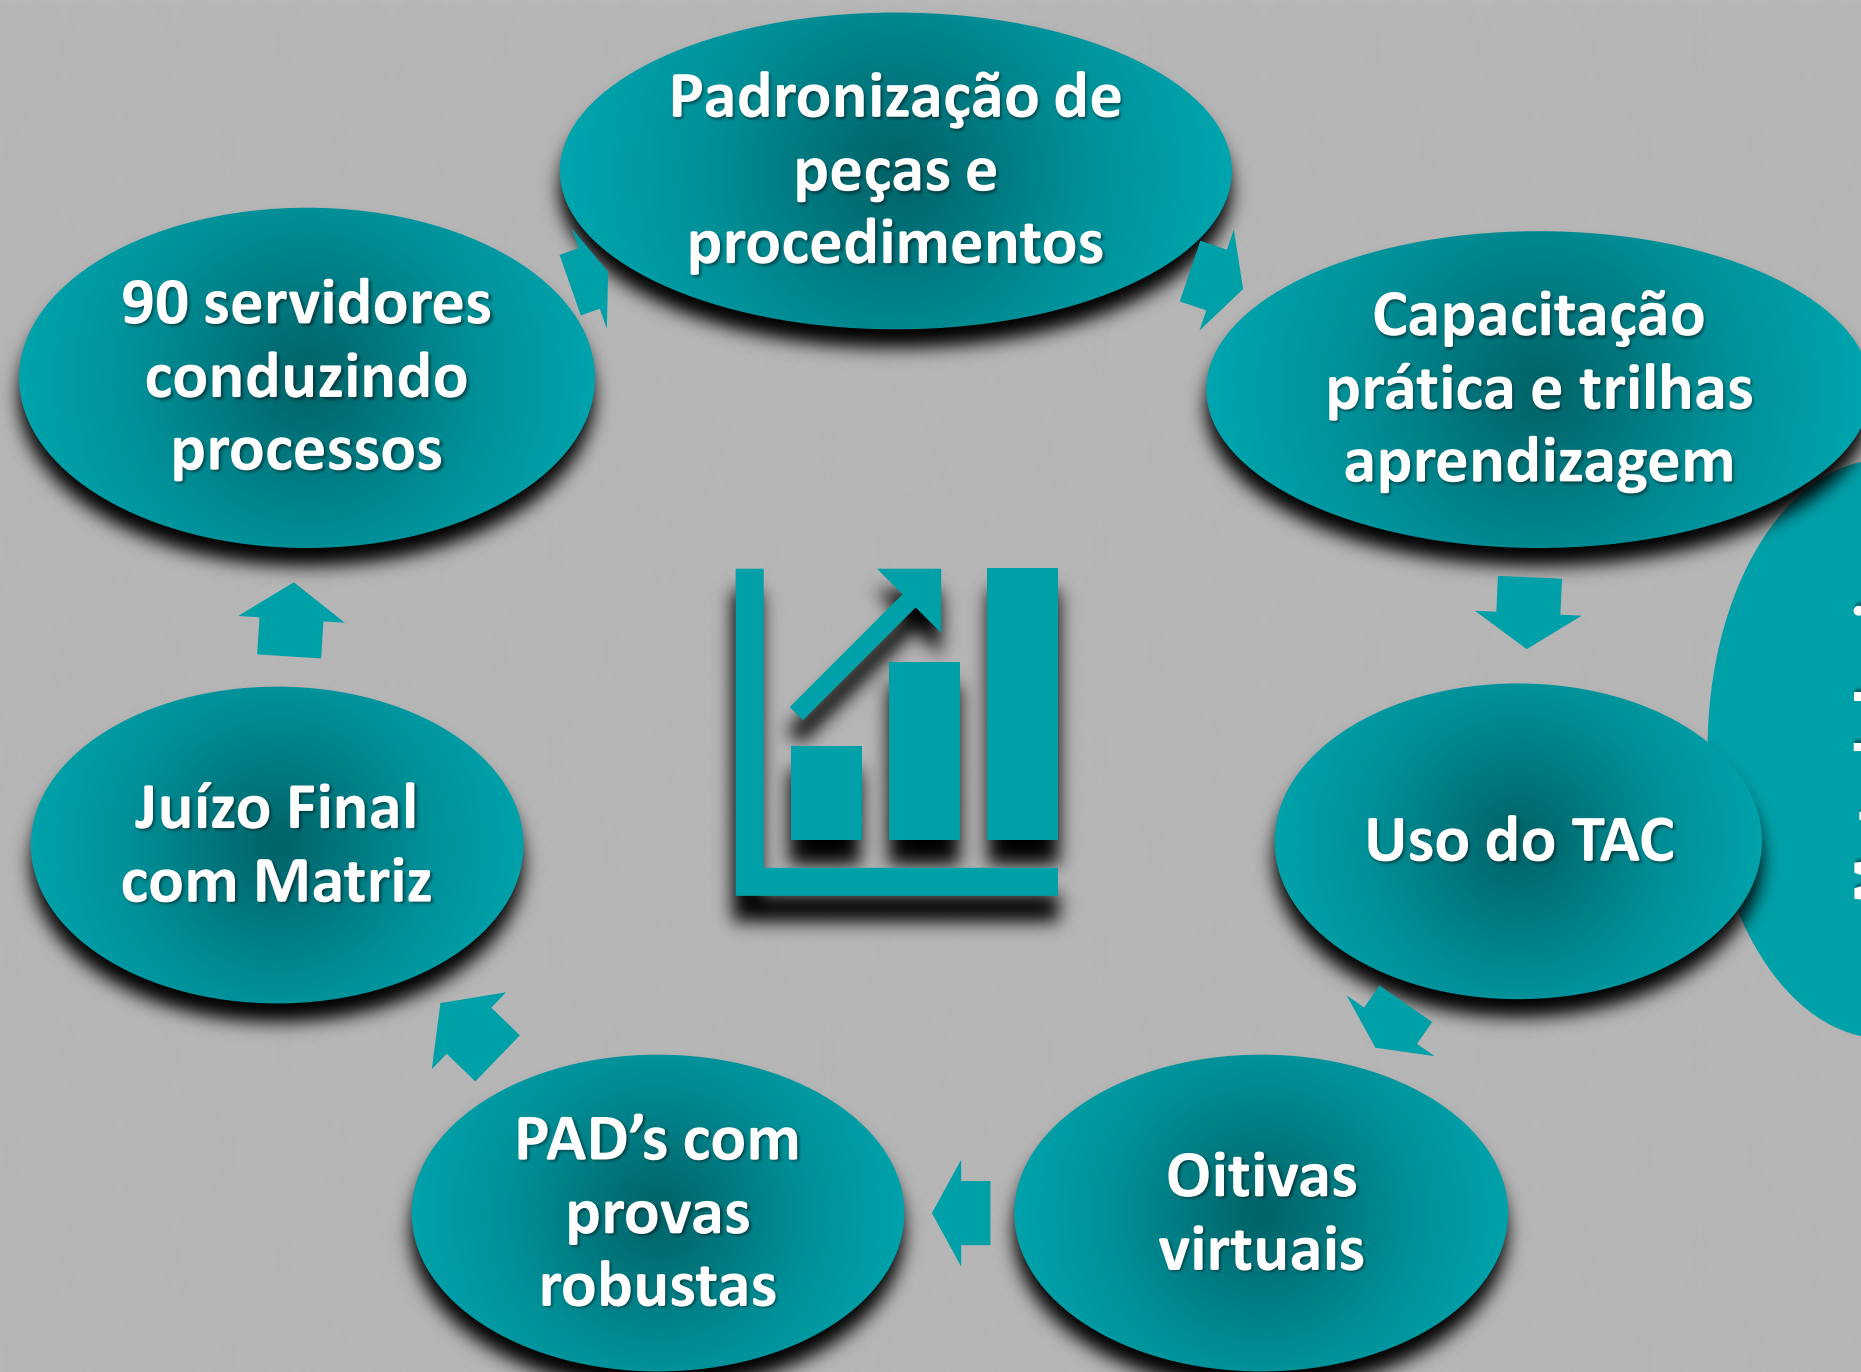 Padronização de
peças e
procedimentos
Capacitação
prática e trilhas
aprendizagem
Uso do TAC
Oitivas
virtuais
PAD’s com
provas
robustas
Juízo Final
com Matriz
90 servidores
conduzindo
processos